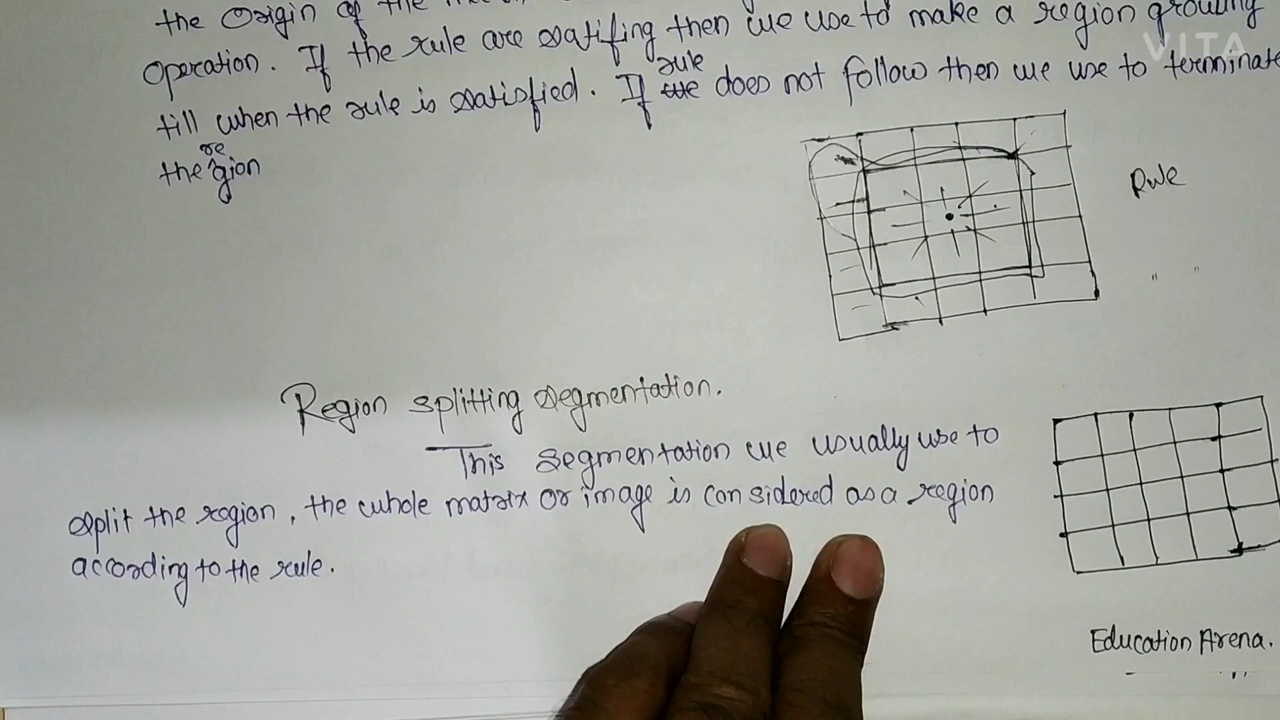 the origin of the
operation. If the rule are satifing then we use to make a region growing
till when the rule is satisfied. If rule does not follow then we use to terminate
the region
Rule
Region splitting segmentation.
This segmentation we usually use to
split the region, the whole matrix or image is considered as a region
according to the rule.
Education Arena.
VITA